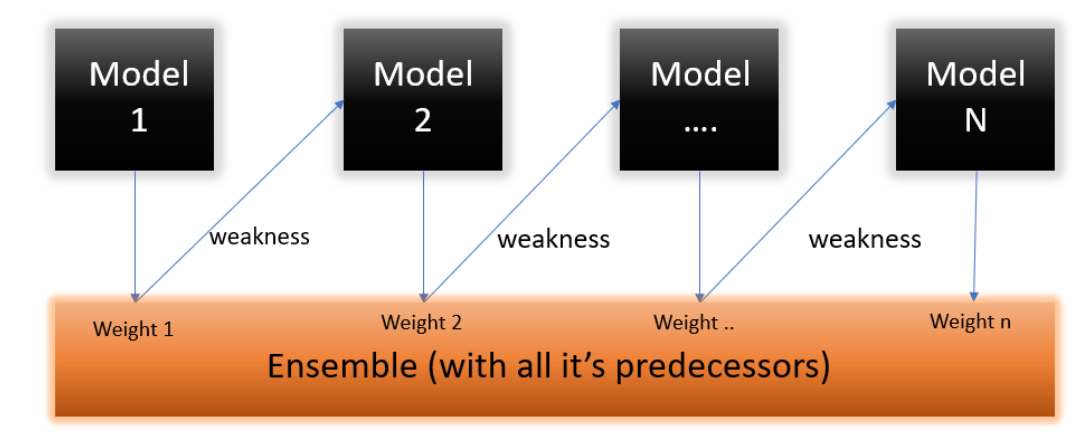 Model
1
Model
2
Model
....
Model
N
weakness
weakness
weakness
Weight 1
Weight 2
Weight ..
Weight n
Ensemble (with all it's predecessors)